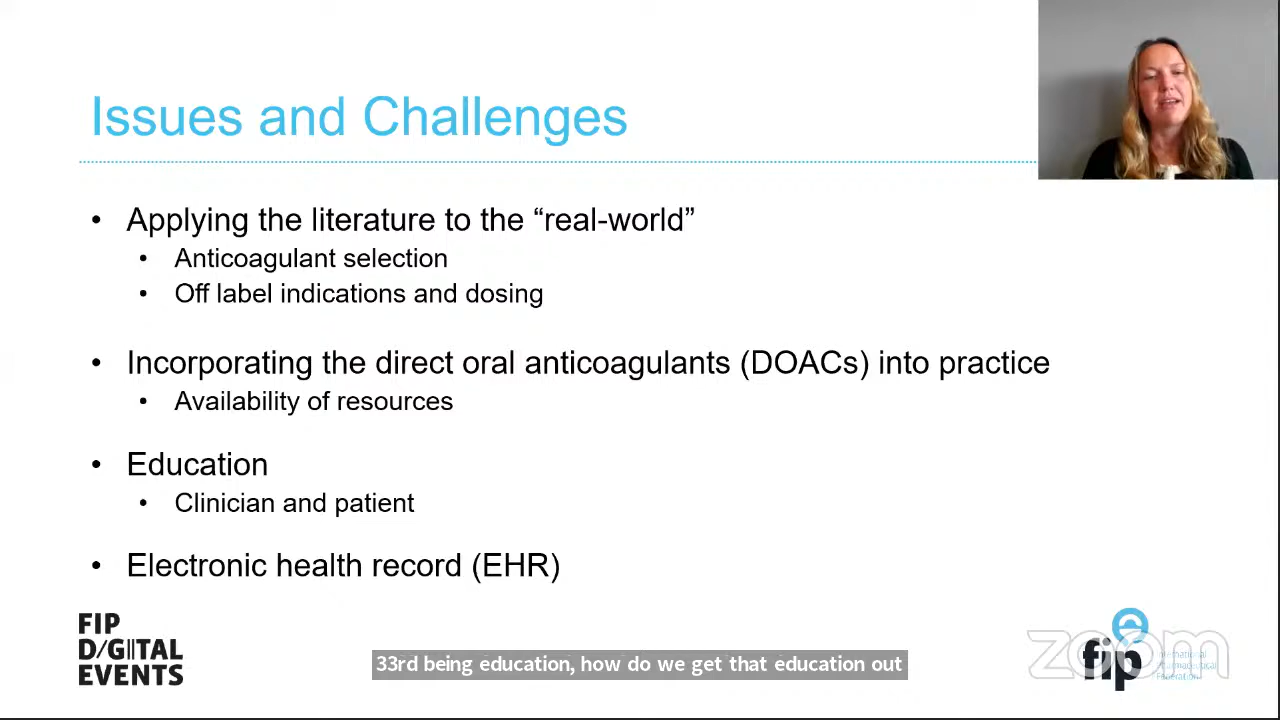 Issues and Challenges
• Applying the literature to the “real-world”
• Anticoagulant selection
• Off label indications and dosing
• Incorporating the direct oral anticoagulants (DOACs) into practice
• Availability of resources
• Education
• Clinician and patient
• Electronic health record (EHR)
FIP
D/GITAL
EVENTS
33rd being education, how do we get that education out
zoom
fip
International
Pharmaceutical
Federation